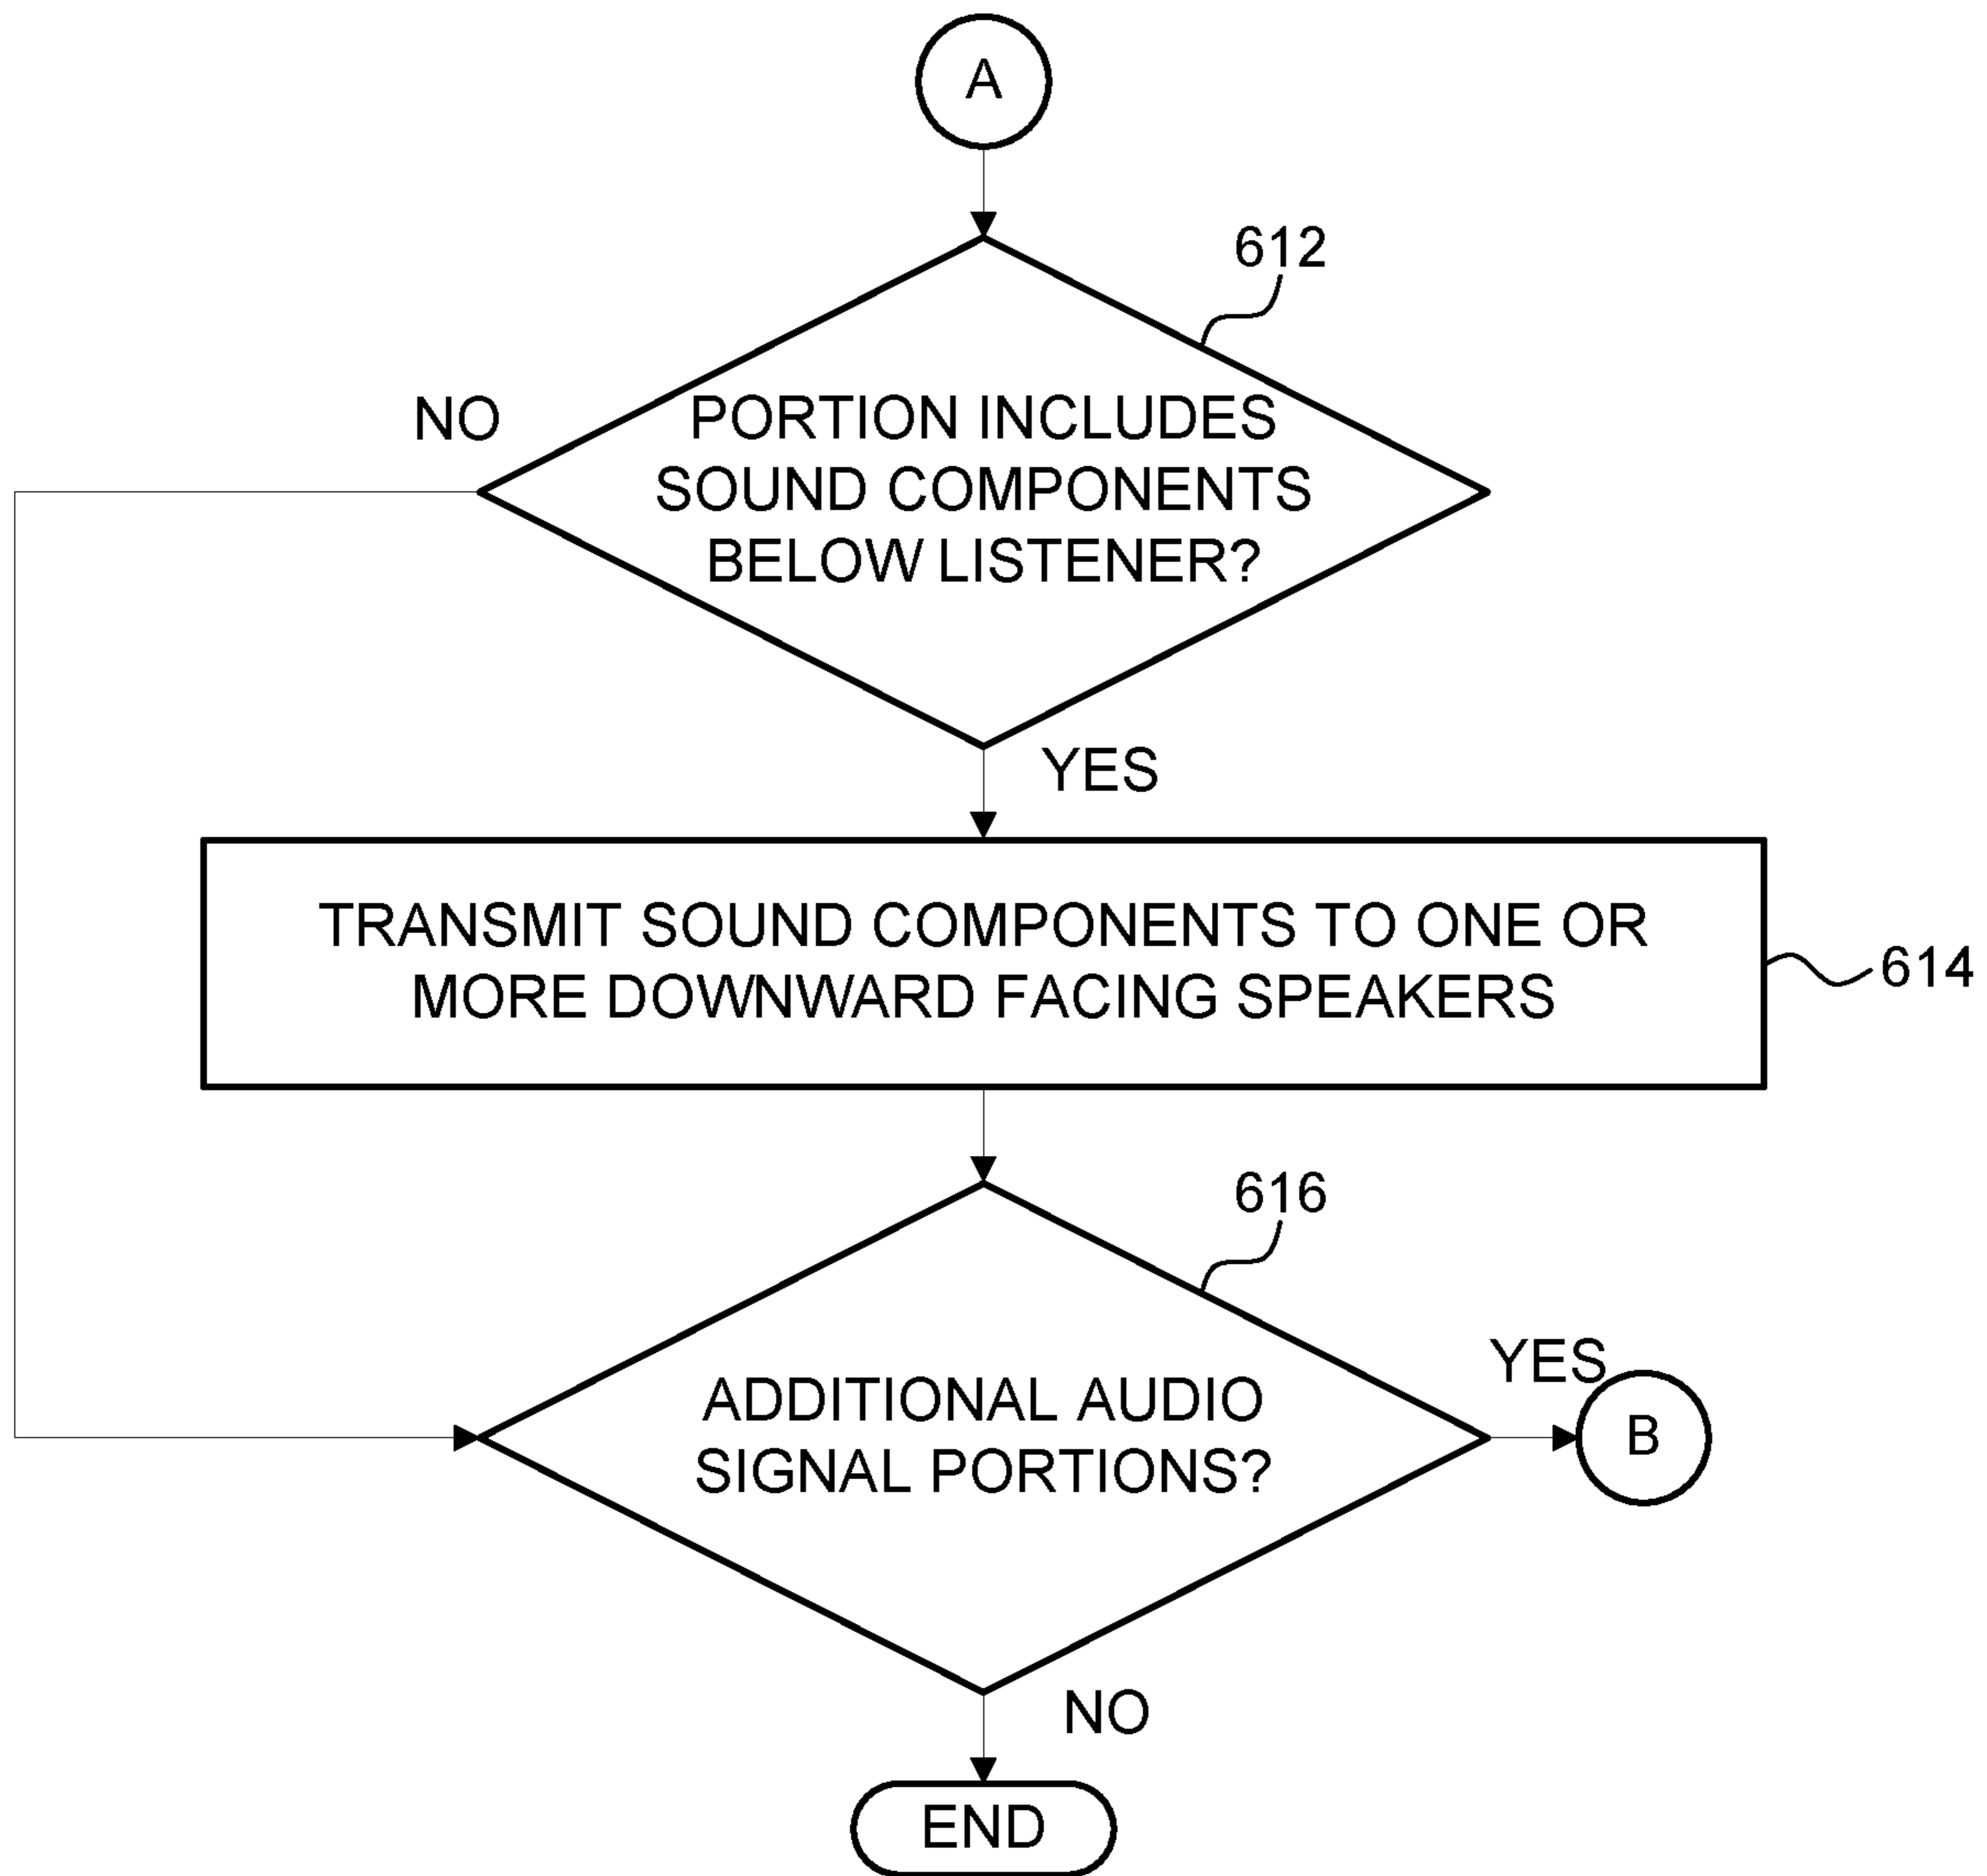 A
612
NO
PORTION INCLUDES
SOUND COMPONENTS
BELOW LISTENER?
YES
TRANSMIT SOUND COMPONENTS TO ONE OR
MORE DOWNWARD FACING SPEAKERS
614
616
YES
ADDITIONAL AUDIO
SIGNAL PORTIONS?
B
NO
END